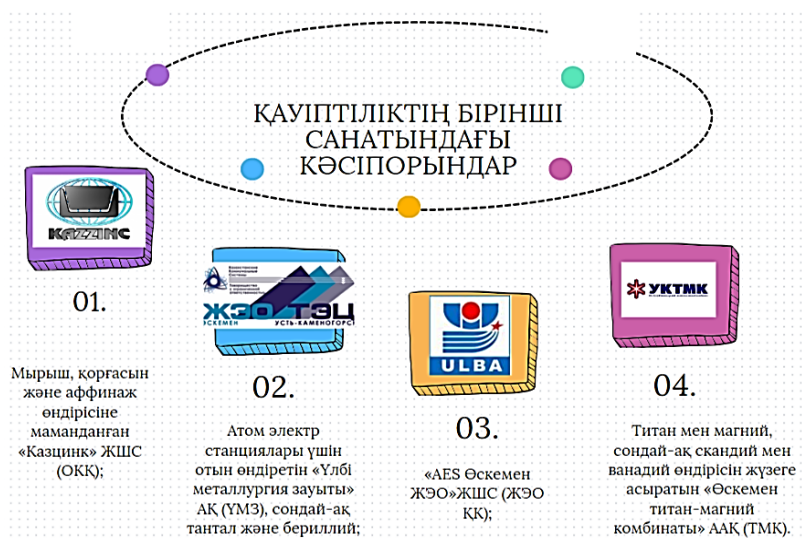 ҚАУІПТІЛІКТІҢ БІРІНШІ
САНАТЫНДАҒЫ
КӘСІПОРЫНДАР
KAZZINC
01.
Мырыш, қорғасын
және аффинаж
өндірісіне
маманданған
«Казцинк» ЖШС
(ОКҚ);
ЖЭО ТЭЦ
ӨСКЕМЕН УСТЬ-КАМЕНОГОРСК
02.
Атом электр
станциялары үшін
отын өндіретін «Үлбі
металлургия зауыты»
АҚ (ҮМЗ), сондай-ақ
тантал және бериллий;
ULBA
03.
«AES Өскемен
ЖЭО»ЖШС (ЖЭО
ҚК);
УКТМК
04.
Титан мен магний,
сондай-ақ скандий мен
ванадий өндірісін жүзеге
асыратын «Өскемен
титан-магний
комбинаты» ААҚ (ТМК).